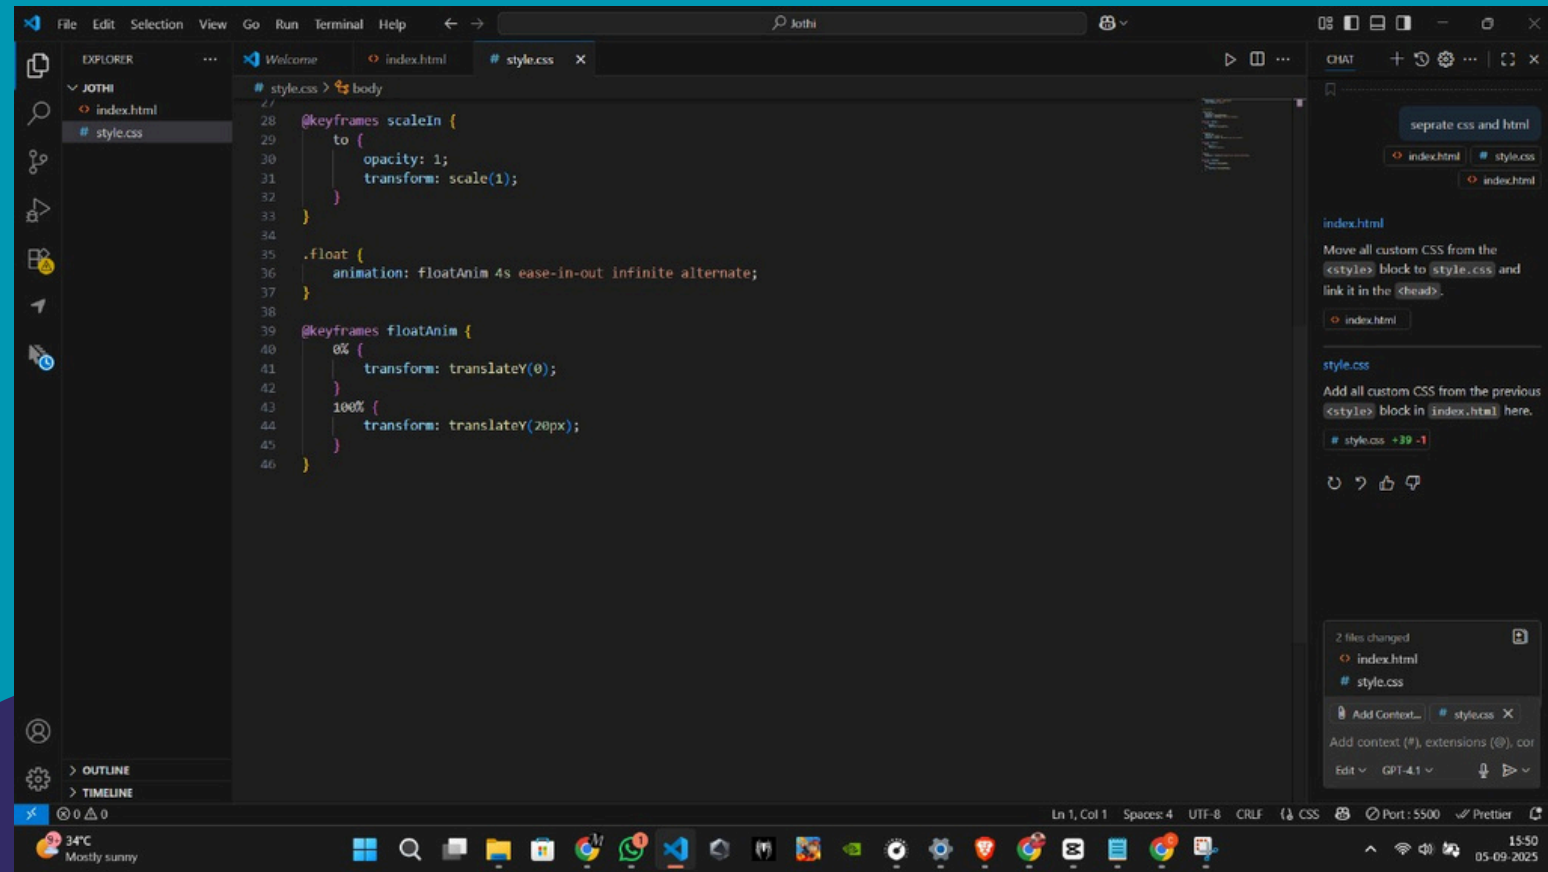 File Edit Selection View Go Run Terminal Help
Jothi
EXPLORER
JOTHI
index.html
style.css
Welcome
index.html
style.css
style.css > body
27
28 @keyframes scaleIn {
29 to {
30 opacity: 1;
31 transform: scale(1);
32 }
33 }
34
35 .float {
36 animation: floatAnim 4s ease-in-out infinite alternate;
37 }
38
39 @keyframes floatAnim {
40 0% {
41 transform: translateY(0);
42 }
43 100% {
44 transform: translateY(20px);
45 }
46 }
CHAT
seprate css and html
index.html style.css
index.html
index.html
Move all custom CSS from the
<style> block to style.css and
link it in the <head>.
index.html
style.css
Add all custom CSS from the previous
<style> block in index.html here.
style.css +39 -1
2 files changed
index.html
style.css
Add Context... style.css
Add context (#), extensions (@), cor
Edit GPT-4.1
OUTLINE
TIMELINE
0 0
Ln 1, Col 1 Spaces: 4 UTF-8 CRLF CSS Port : 5500 Prettier
9+
34°C
Mostly sunny
1
15:50
05-09-2025